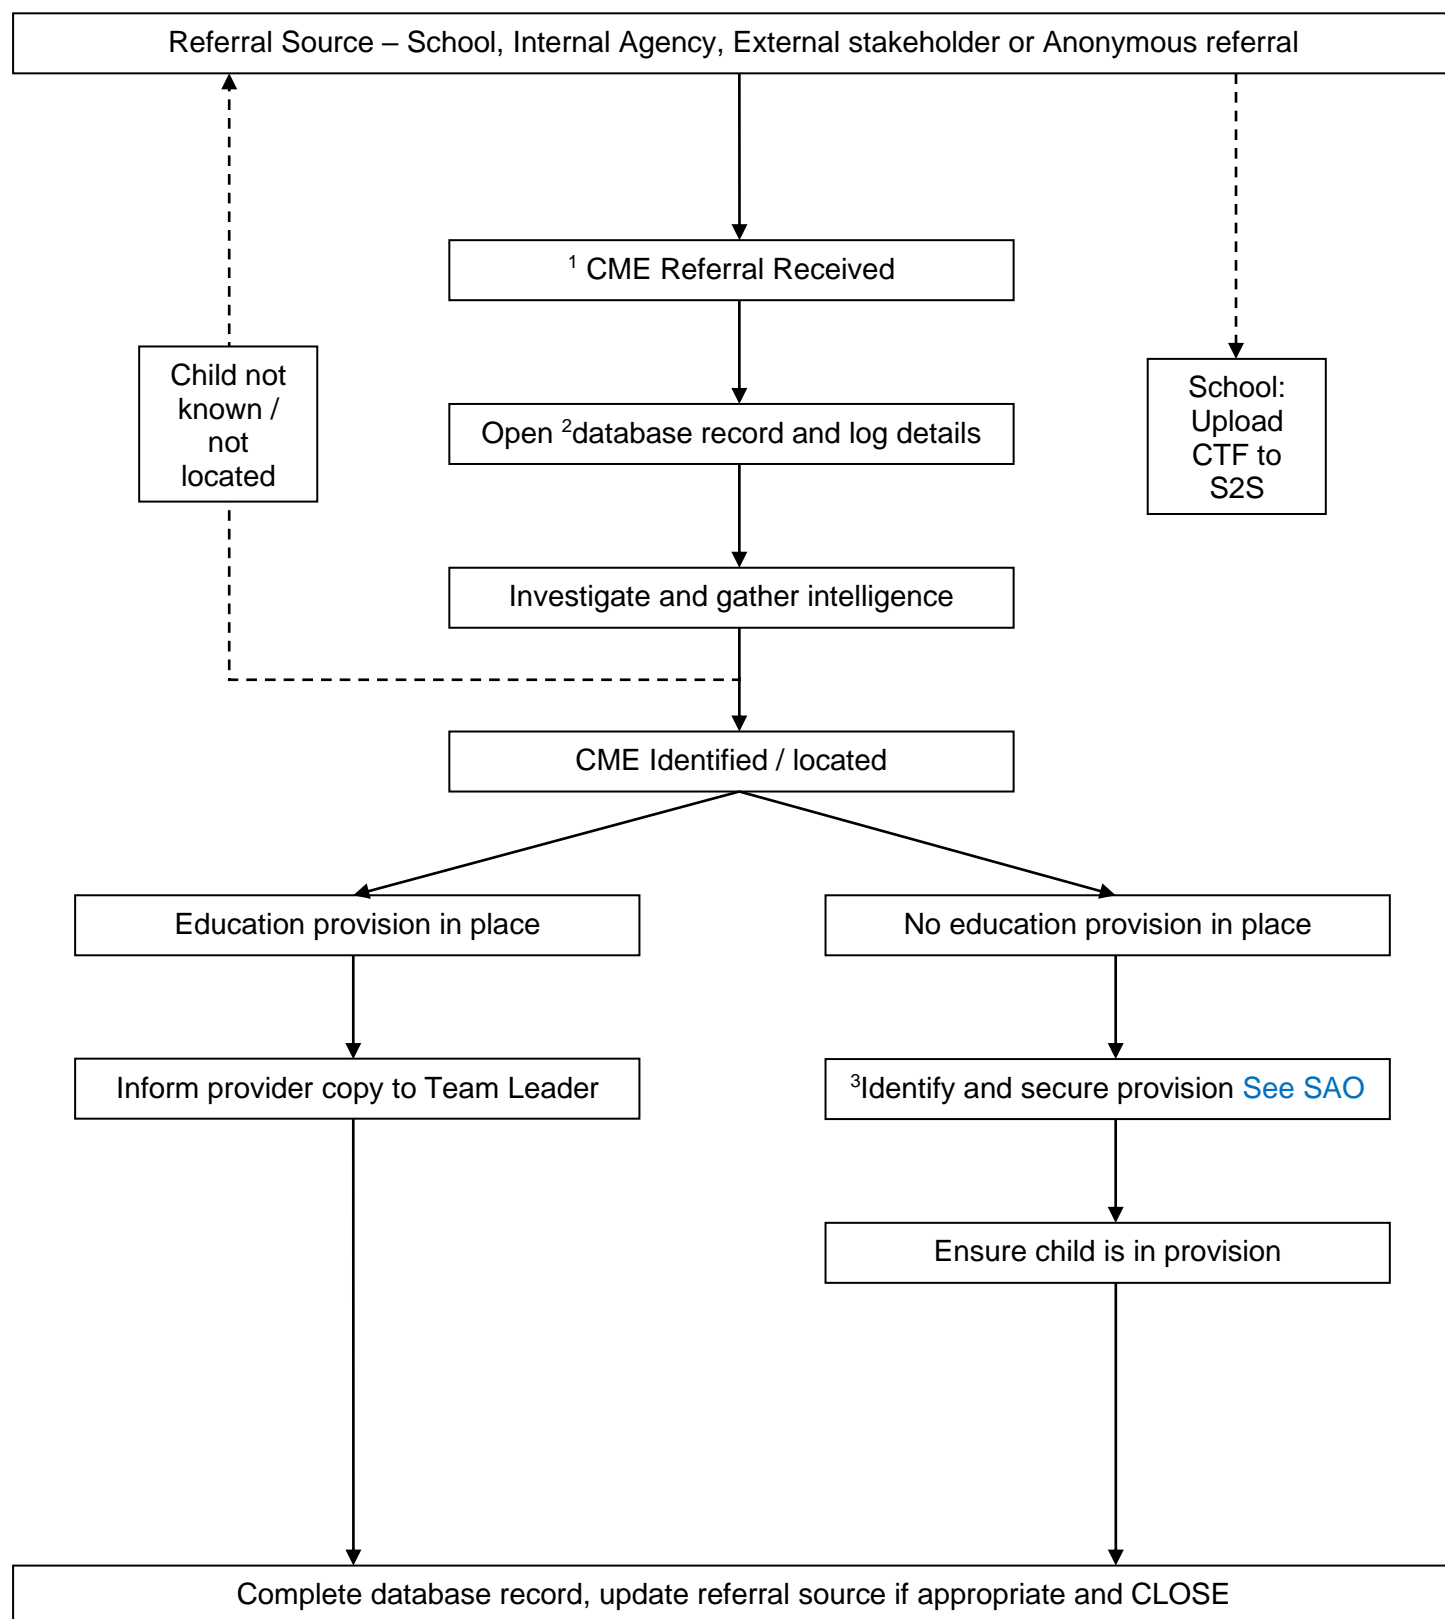 Referral Source – School, Internal Agency, External stakeholder or Anonymous referral
¹ CME Referral Received
Child not
known /
not
located
School:
Upload
CTF to
S2S
Open ²database record and log details
Investigate and gather intelligence
CME Identified / located
Education provision in place
No education provision in place
Inform provider copy to Team Leader
³Identify and secure provision See SAO
Ensure child is in provision
Complete database record, update referral source if appropriate and CLOSE